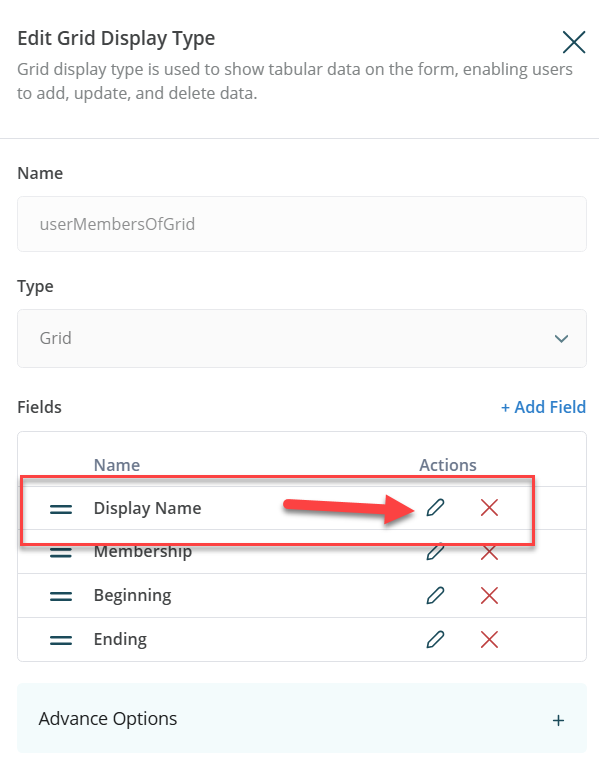 Edit Grid Display Type
Grid display type is used to show tabular data on the form, enabling users
to add, update, and delete data.
Name
userMembersOfGrid
Type
Grid
Fields
+ Add Field
Name Actions
Display Name
Membership
Beginning
Ending
Advance Options
+